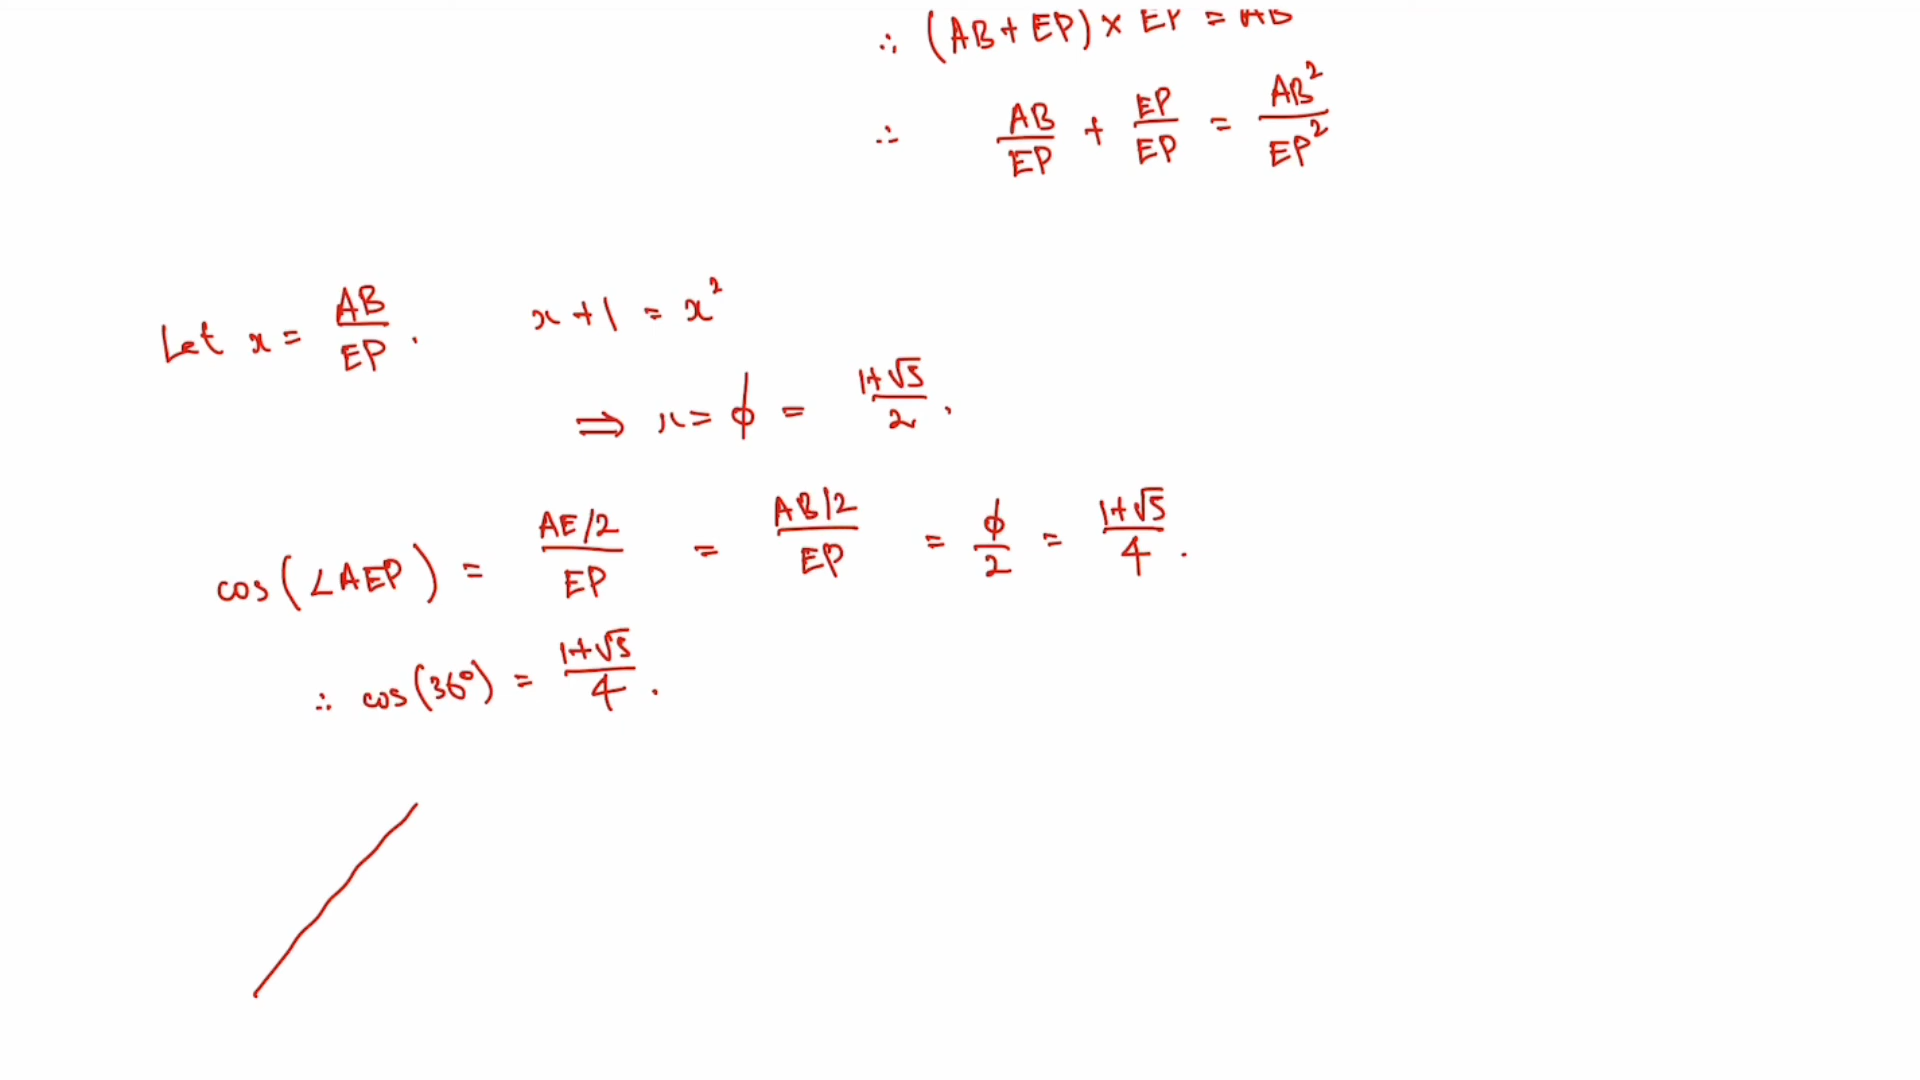 ∴ (AB + EP) × EP = AB
∴ AB/EP + EP/EP = AB²/EP²
Let x = AB/EP. x + 1 = x²
⇒ x = ϕ = (1+√5)/2.
cos(∠AEP) = (AE/2)/EP = (AB/2)/EP = ϕ/2 = (1+√5)/4.
∴ cos(36°) = (1+√5)/4.